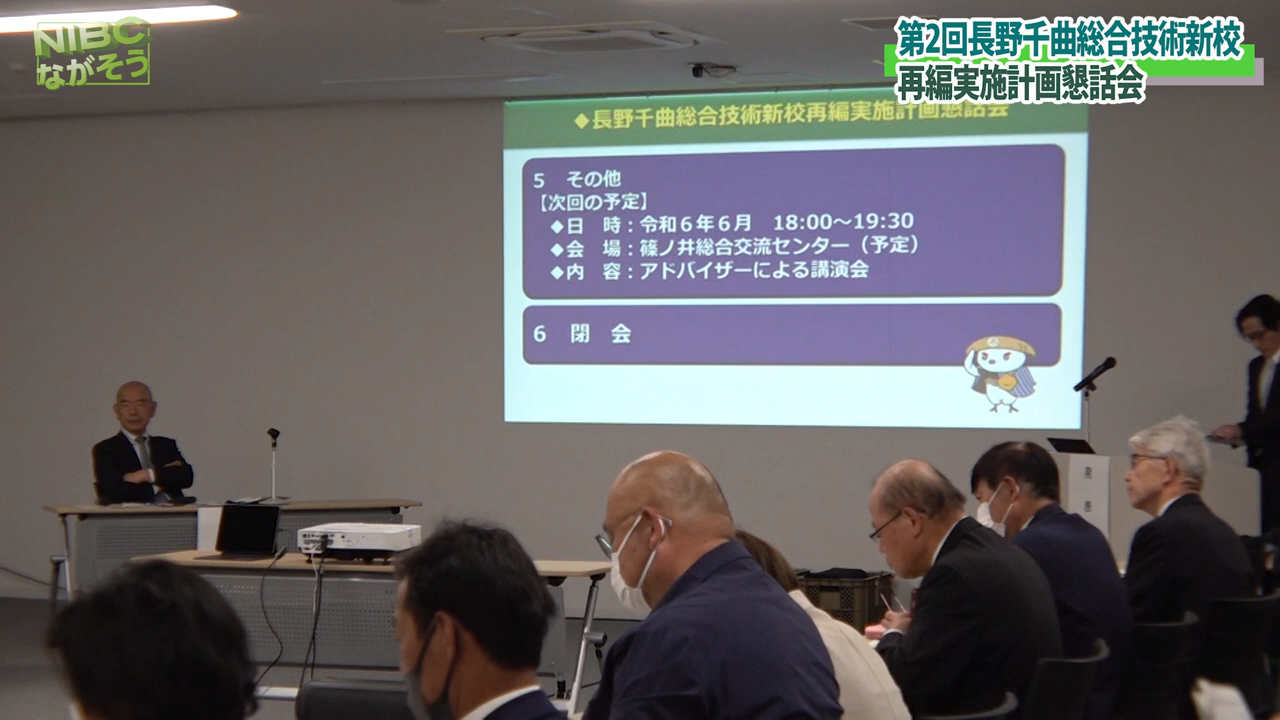 NIBC
ながそう
第2回長野千曲総合技術新校
再編実施計画懇話会
◆長野千曲総合技術新校再編実施計画懇話会
5　その他
【次回の予定】
◆日　時：令和６年６月　18:00～19:30
◆会　場：篠ノ井総合交流センター（予定）
◆内　容：アドバイザーによる講演会
6　閉　会